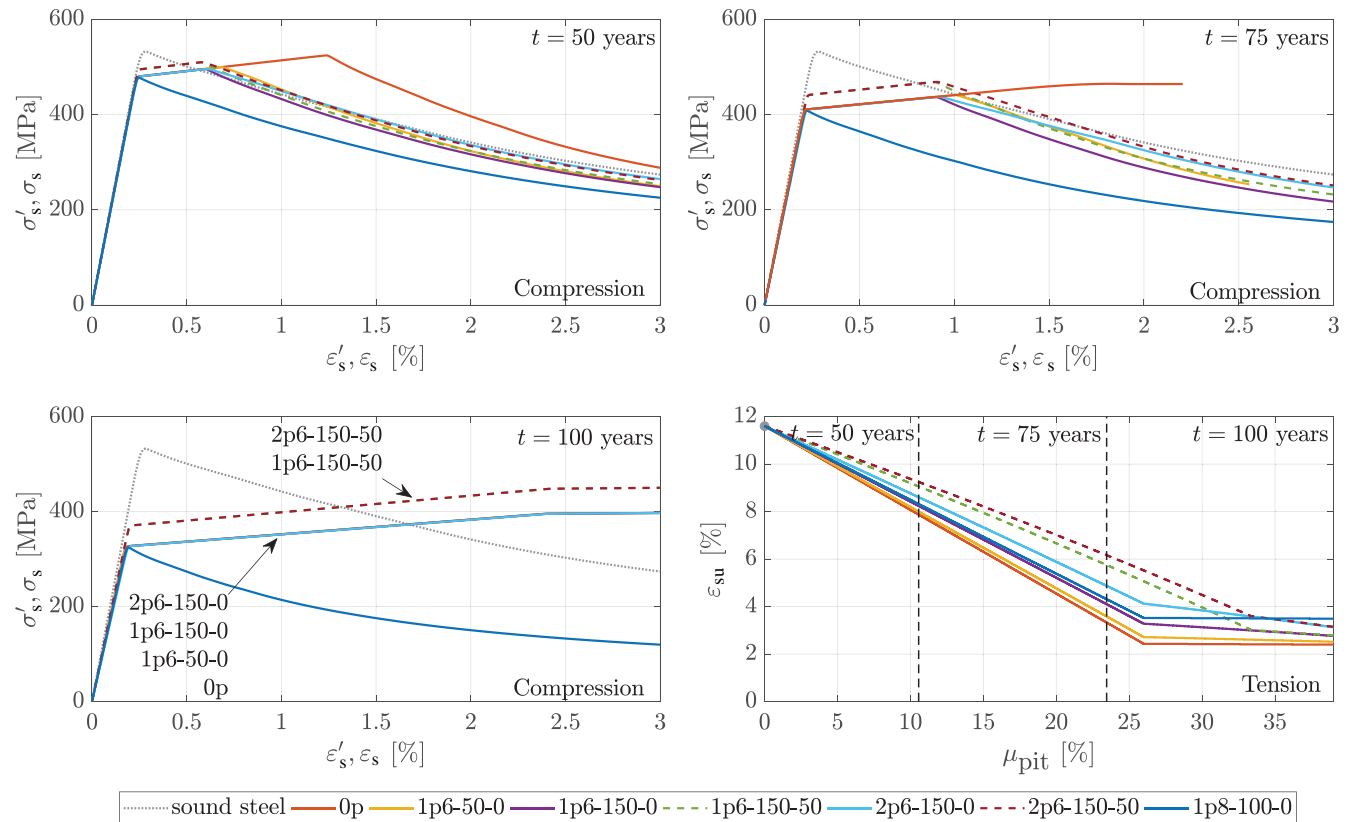 600
400
200
0
σ′s, σs [MPa]
t = 50 years
Compression
0 0.5 1 1.5 2 2.5 3
ε′s, εs [%]
600
400
200
0
σ′s, σs [MPa]
t = 75 years
Compression
0 0.5 1 1.5 2 2.5 3
ε′s, εs [%]
600
400
200
0
σ′s, σs [MPa]
t = 100 years
2p6-150-50
1p6-150-50
2p6-150-0
1p6-150-0
1p6-50-0
0p
Compression
0 0.5 1 1.5 2 2.5 3
ε′s, εs [%]
12
10
8
6
4
2
0
εsu [%]
t = 50 years t = 75 years t = 100 years
Tension
0 5 10 15 20 25 30 35
μpit [%]
sound steel 0p 1p6-50-0 1p6-150-0 1p6-150-50 2p6-150-0 2p6-150-50 1p8-100-0